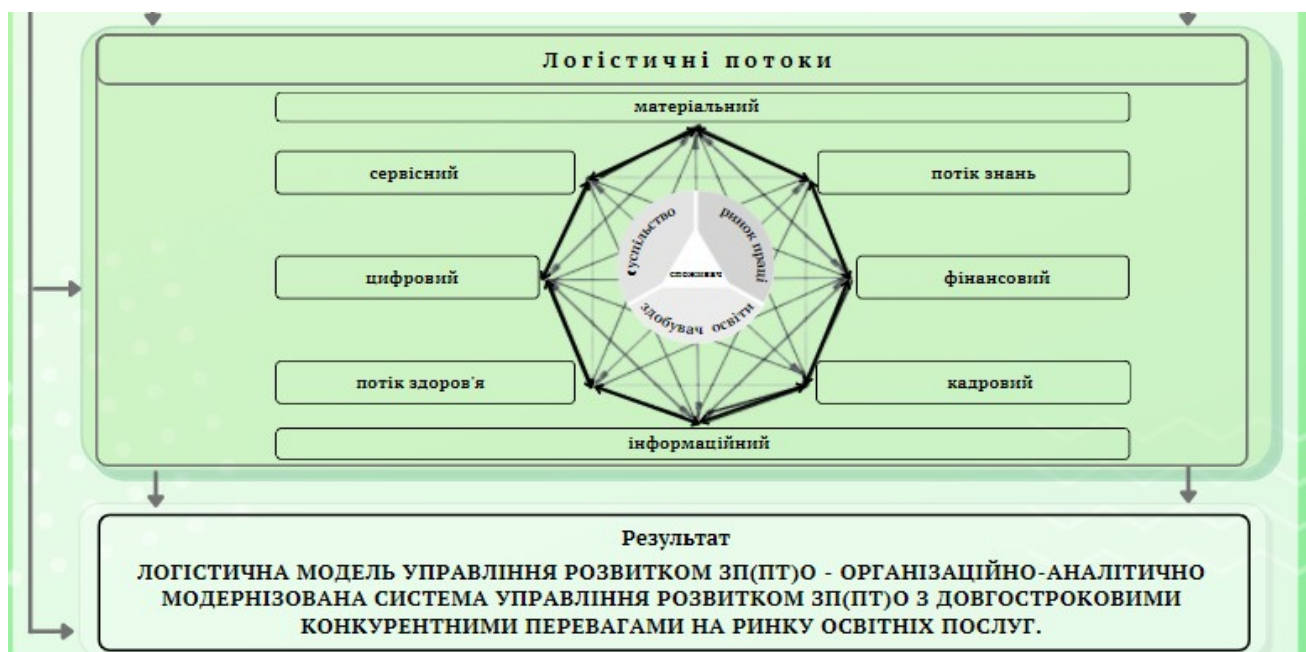 Логістичні потоки
матеріальний
сервісний
потік знань
суспільство
ринок праці
споживач
цифровий
фінансовий
здобувач освіти
потік здоров'я
кадровий
інформаційний
Результат
ЛОГІСТИЧНА МОДЕЛЬ УПРАВЛІННЯ РОЗВИТКОМ ЗП(ПТ)О - ОРГАНІЗАЦІЙНО-АНАЛІТИЧНО
МОДЕРНІЗОВАНА СИСТЕМА УПРАВЛІННЯ РОЗВИТКОМ ЗП(ПТ)О З ДОВГОСТРОКОВИМИ
КОНКУРЕНТНИМИ ПЕРЕВАГАМИ НА РИНКУ ОСВІТНІХ ПОСЛУГ.